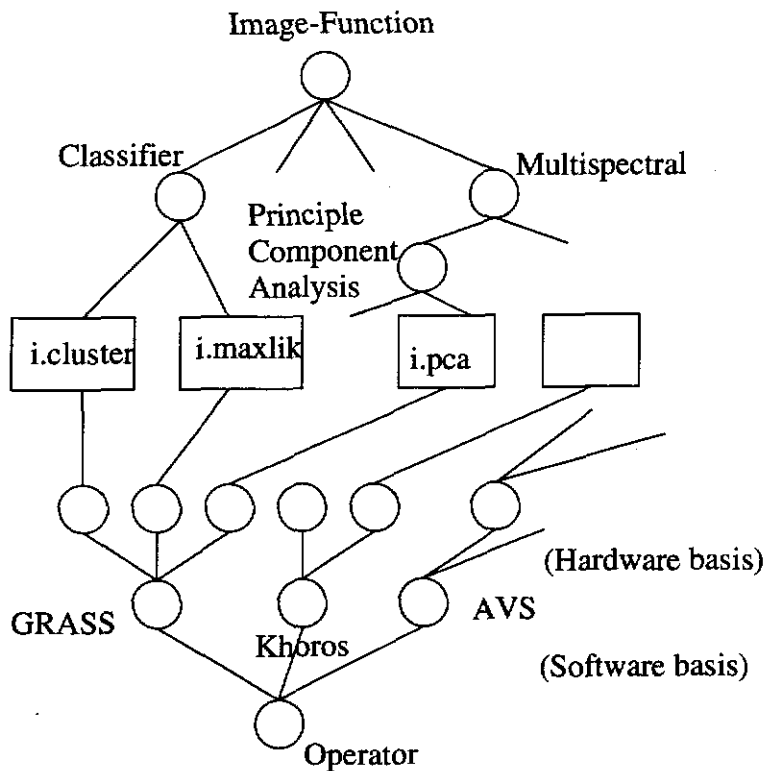 Image-Function
Classifier
Multispectral
Principle
Component
Analysis
i.cluster
i.maxlik
i.pca
(Hardware basis)
GRASS
Khoros
AVS
(Software basis)
Operator